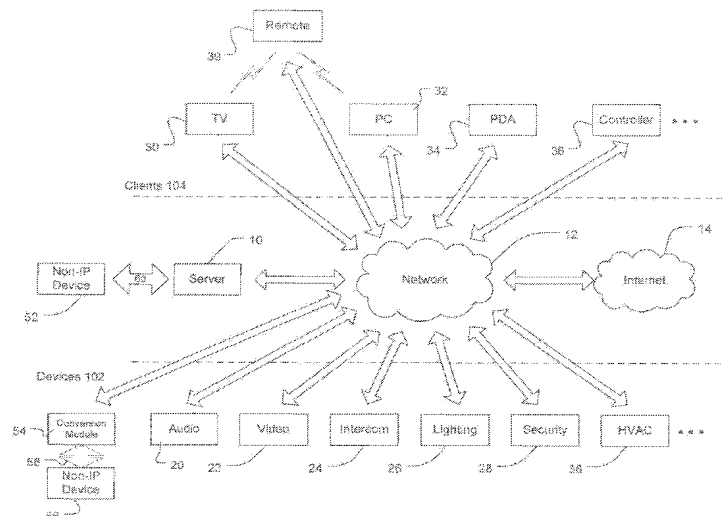 Remote
39
TV
PC
32
PDA
Controller
30
34
36
Clients 104
10
12
14
Non-IP
Device
Server
Network
Internet
52
Devices 102
54
Conversion
Module
Audio
Video
Intercom
Lighting
Security
HVAC
20
22
24
26
28
Non-IP
Device